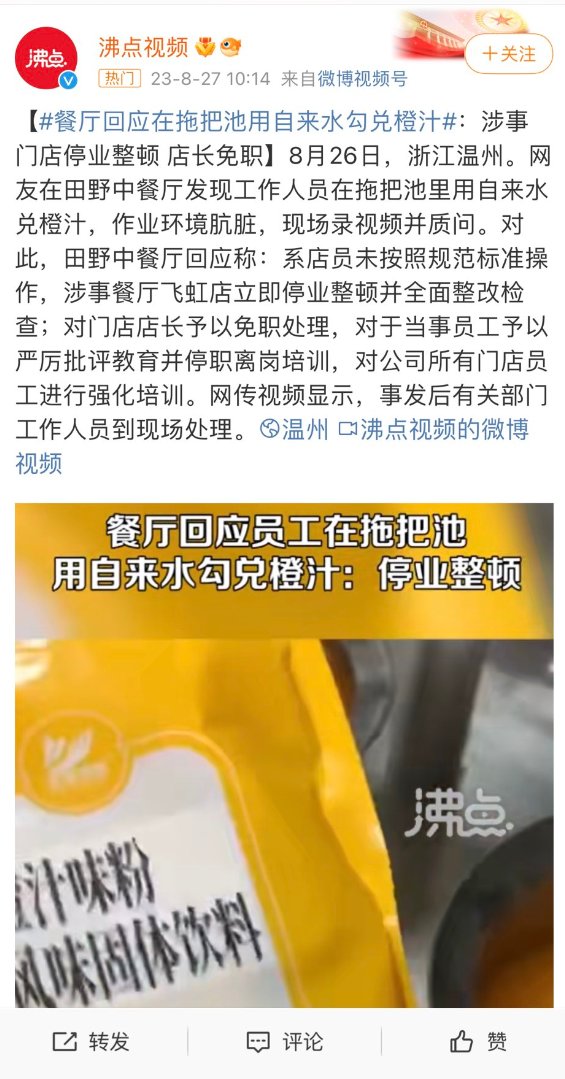 沸点
沸点视频
热门 23-8-27 10:14 来自微博视频号
+关注
【#餐厅回应在拖把池用自来水勾兑橙汁#：涉事
门店停业整顿 店长免职】8月26日，浙江温州。网
友在田野中餐厅发现工作人员在拖把池里用自来水
兑橙汁，作业环境肮脏，现场录视频并质问。对
此，田野中餐厅回应称：系店员未按照规范标准操
作，涉事餐厅飞虹店立即停业整顿并全面整改检
查；对门店店长予以免职处理，对于当事员工予以
严厉批评教育并停职离岗培训，对公司所有门店员
工进行强化培训。网传视频显示，事发后有关部门
工作人员到现场处理。温州 沸点视频的微博
视频
餐厅回应员工在拖把池
用自来水勾兑橙汁：停业整顿
沸点
橙汁味粉
风味固体饮料
转发 评论 赞